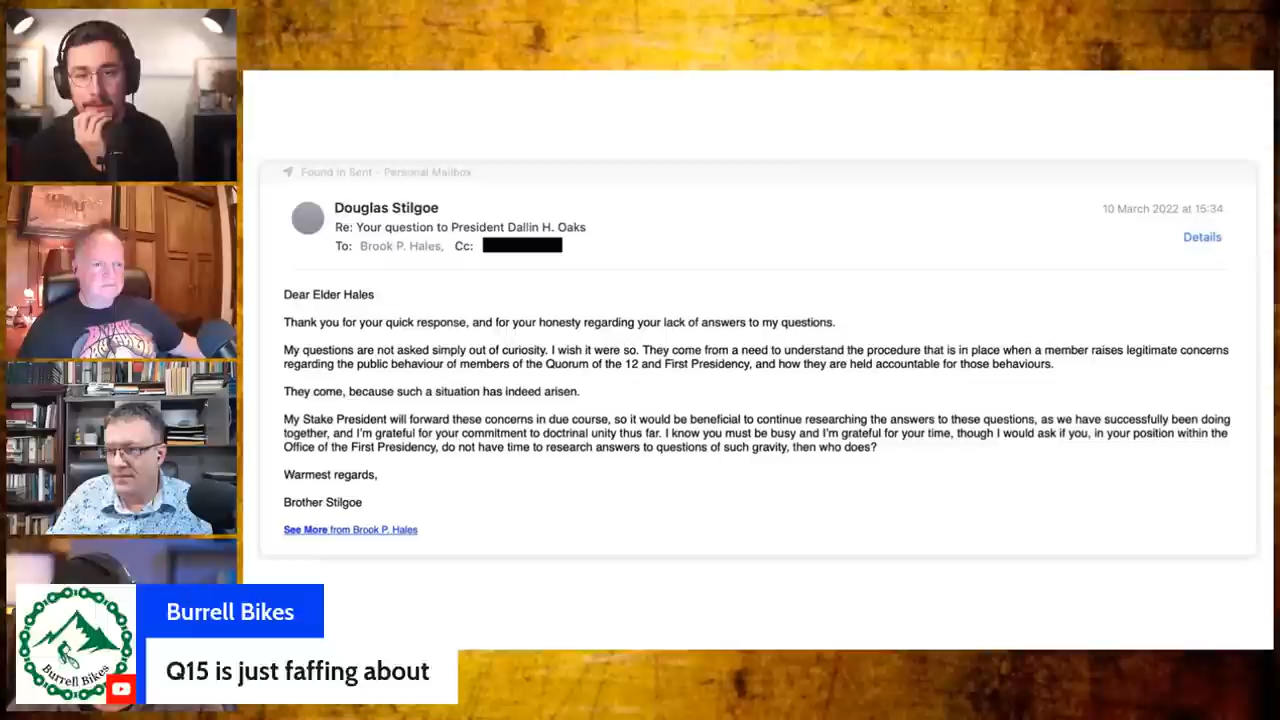 Found in Sent - Personal Mailbox
Douglas Stilgoe
10 March 2022 at 15:34
Re: Your question to President Dallin H. Oaks
To: Brook P. Hales, Cc:
Details
Dear Elder Hales
Thank you for your quick response, and for your honesty regarding your lack of answers to my questions.
My questions are not asked simply out of curiosity. I wish it were so. They come from a need to understand the procedure that is in place when a member raises legitimate concerns
regarding the public behaviour of members of the Quorum of the 12 and First Presidency, and how they are held accountable for those behaviours.
They come, because such a situation has indeed arisen.
My Stake President will forward these concerns in due course, so it would be beneficial to continue researching the answers to these questions, as we have successfully been doing
together, and I'm grateful for your commitment to doctrinal unity thus far. I know you must be busy and I'm grateful for your time, though I would ask if you, in your position within the
Office of the First Presidency, do not have time to research answers to questions of such gravity, then who does?
Warmest regards,
Brother Stilgoe
See More from Brook P. Hales
Burrell Bikes
Burrell Bikes
Q15 is just faffing about